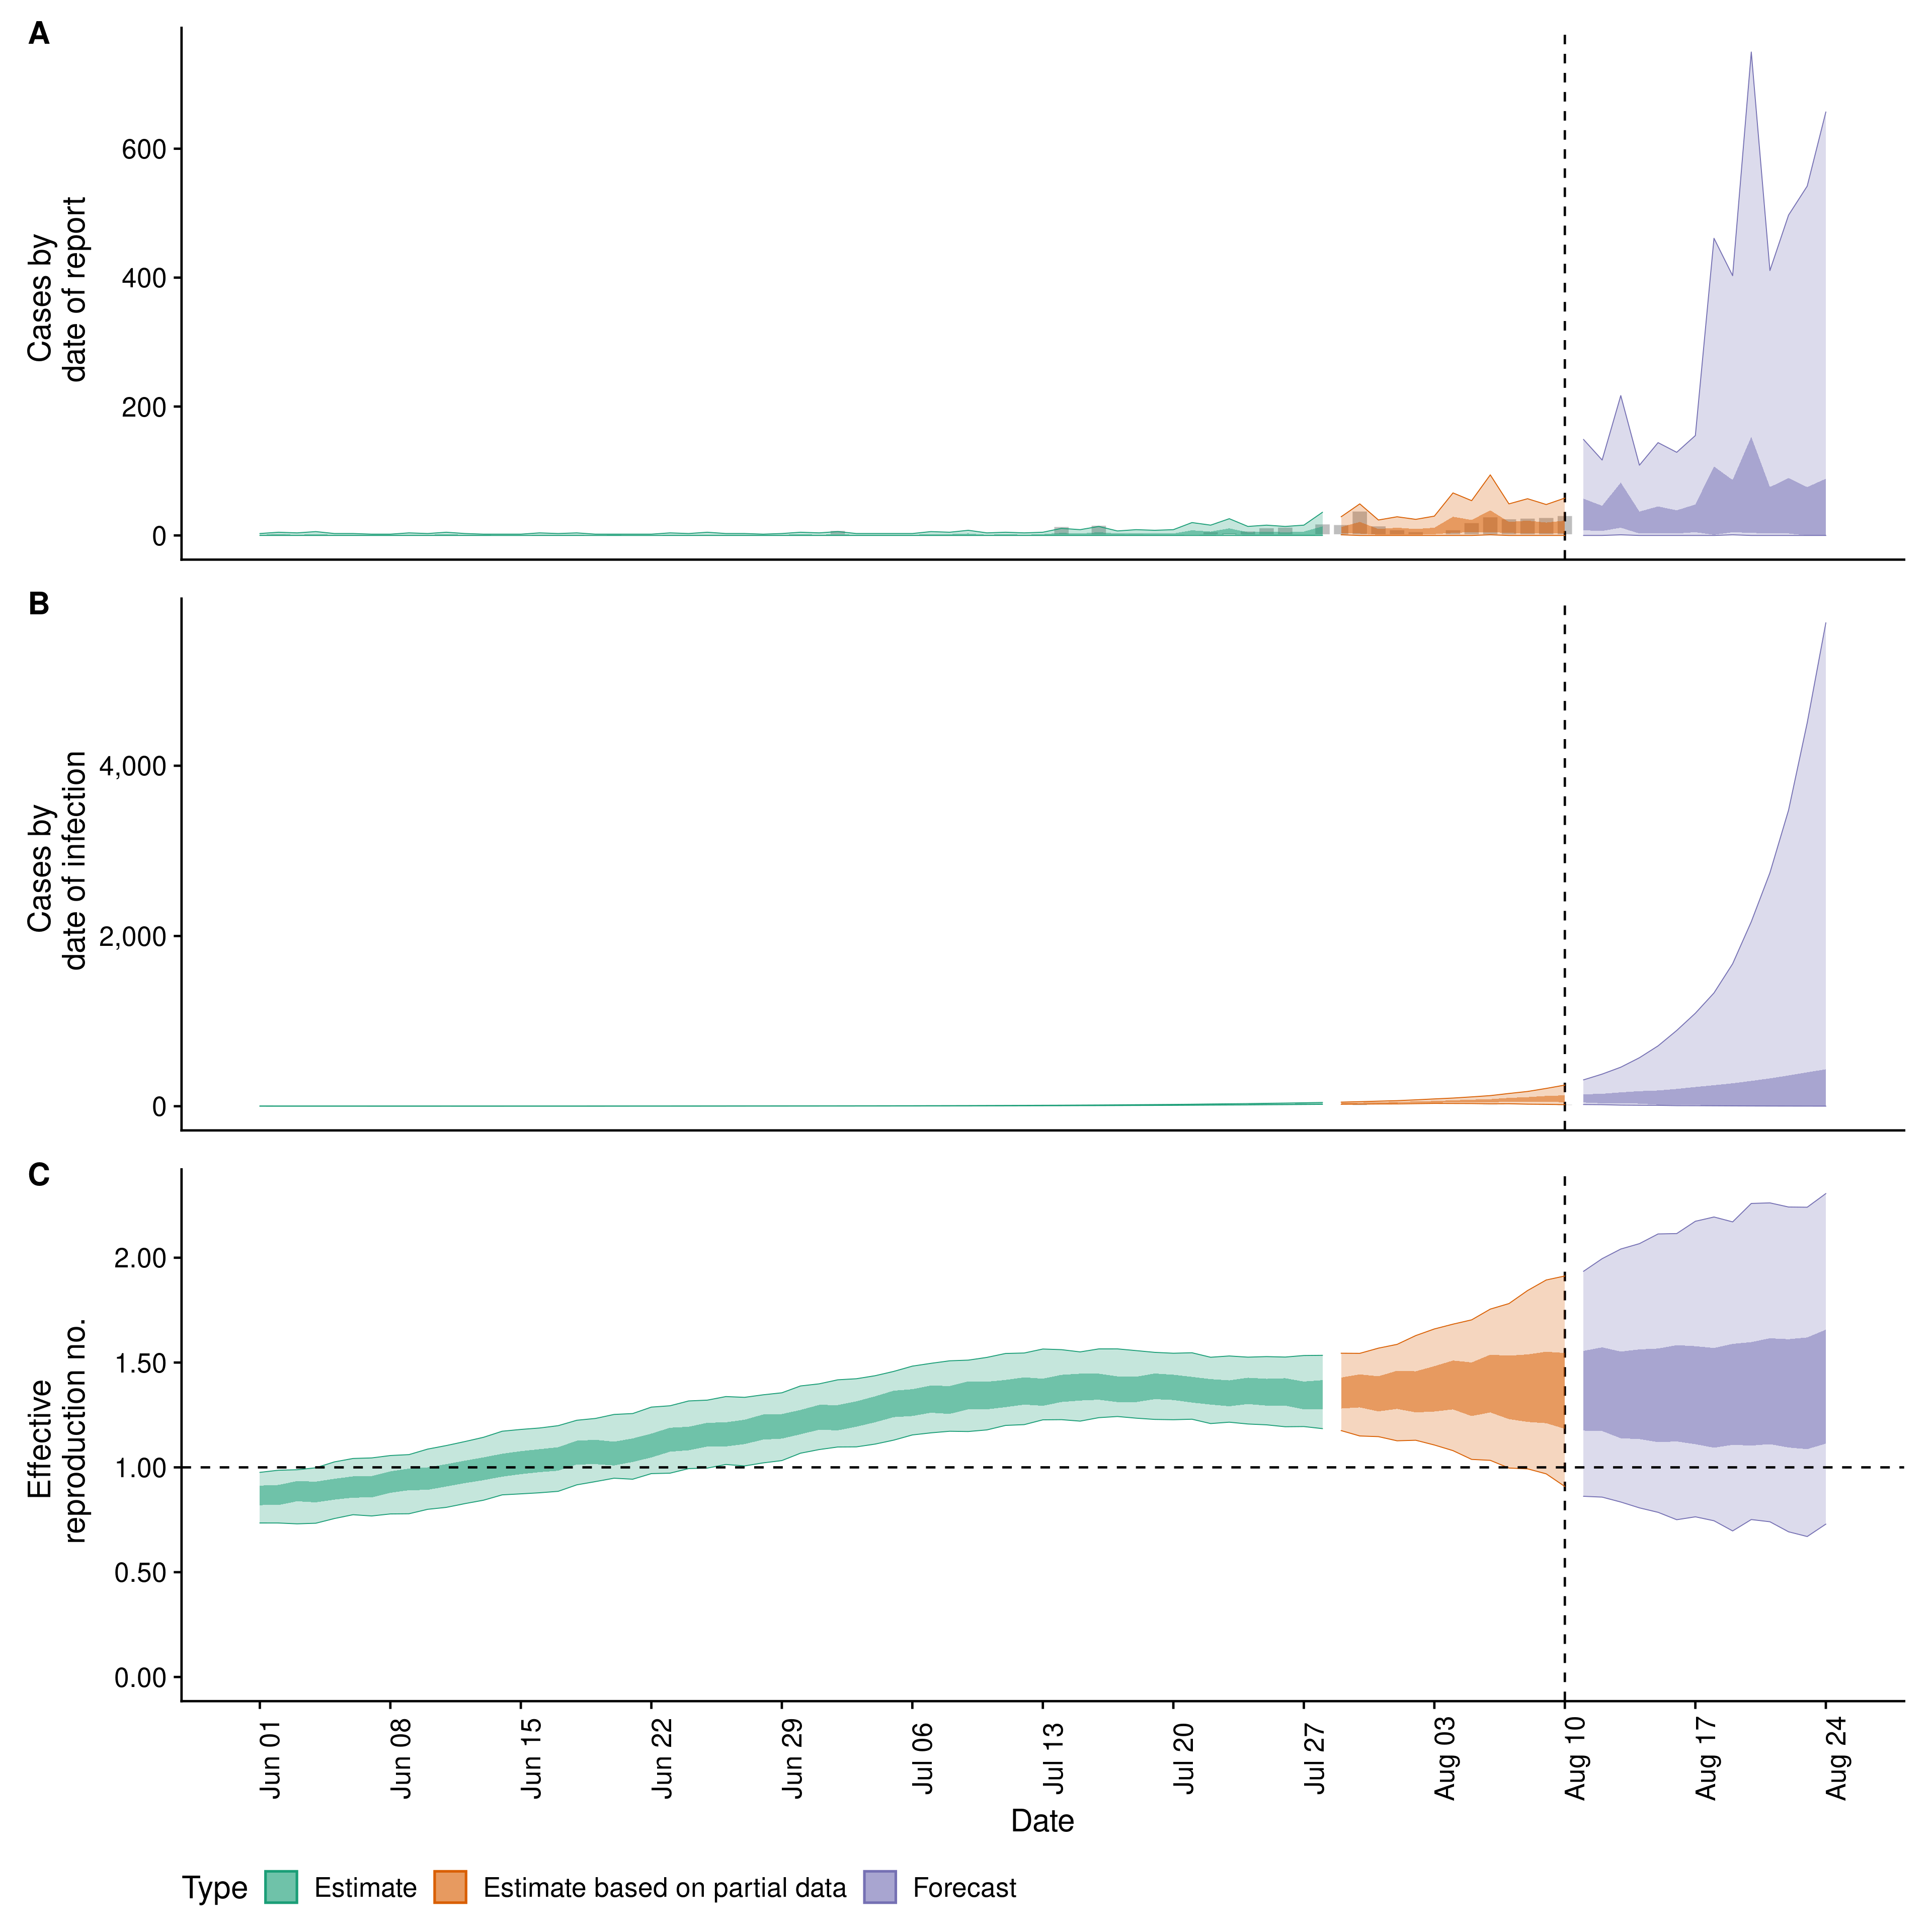 A
Cases by
date of report
600
400
200
0
B
Cases by
date of infection
4,000
2,000
0
C
Effective
reproduction no.
2.00
1.50
1.00
0.50
0.00
Jun 01
Jun 08
Jun 15
Jun 22
Jun 29
Jul 06
Jul 13
Jul 20
Jul 27
Aug 03
Aug 10
Aug 17
Aug 24
Date
Type Estimate Estimate based on partial data Forecast